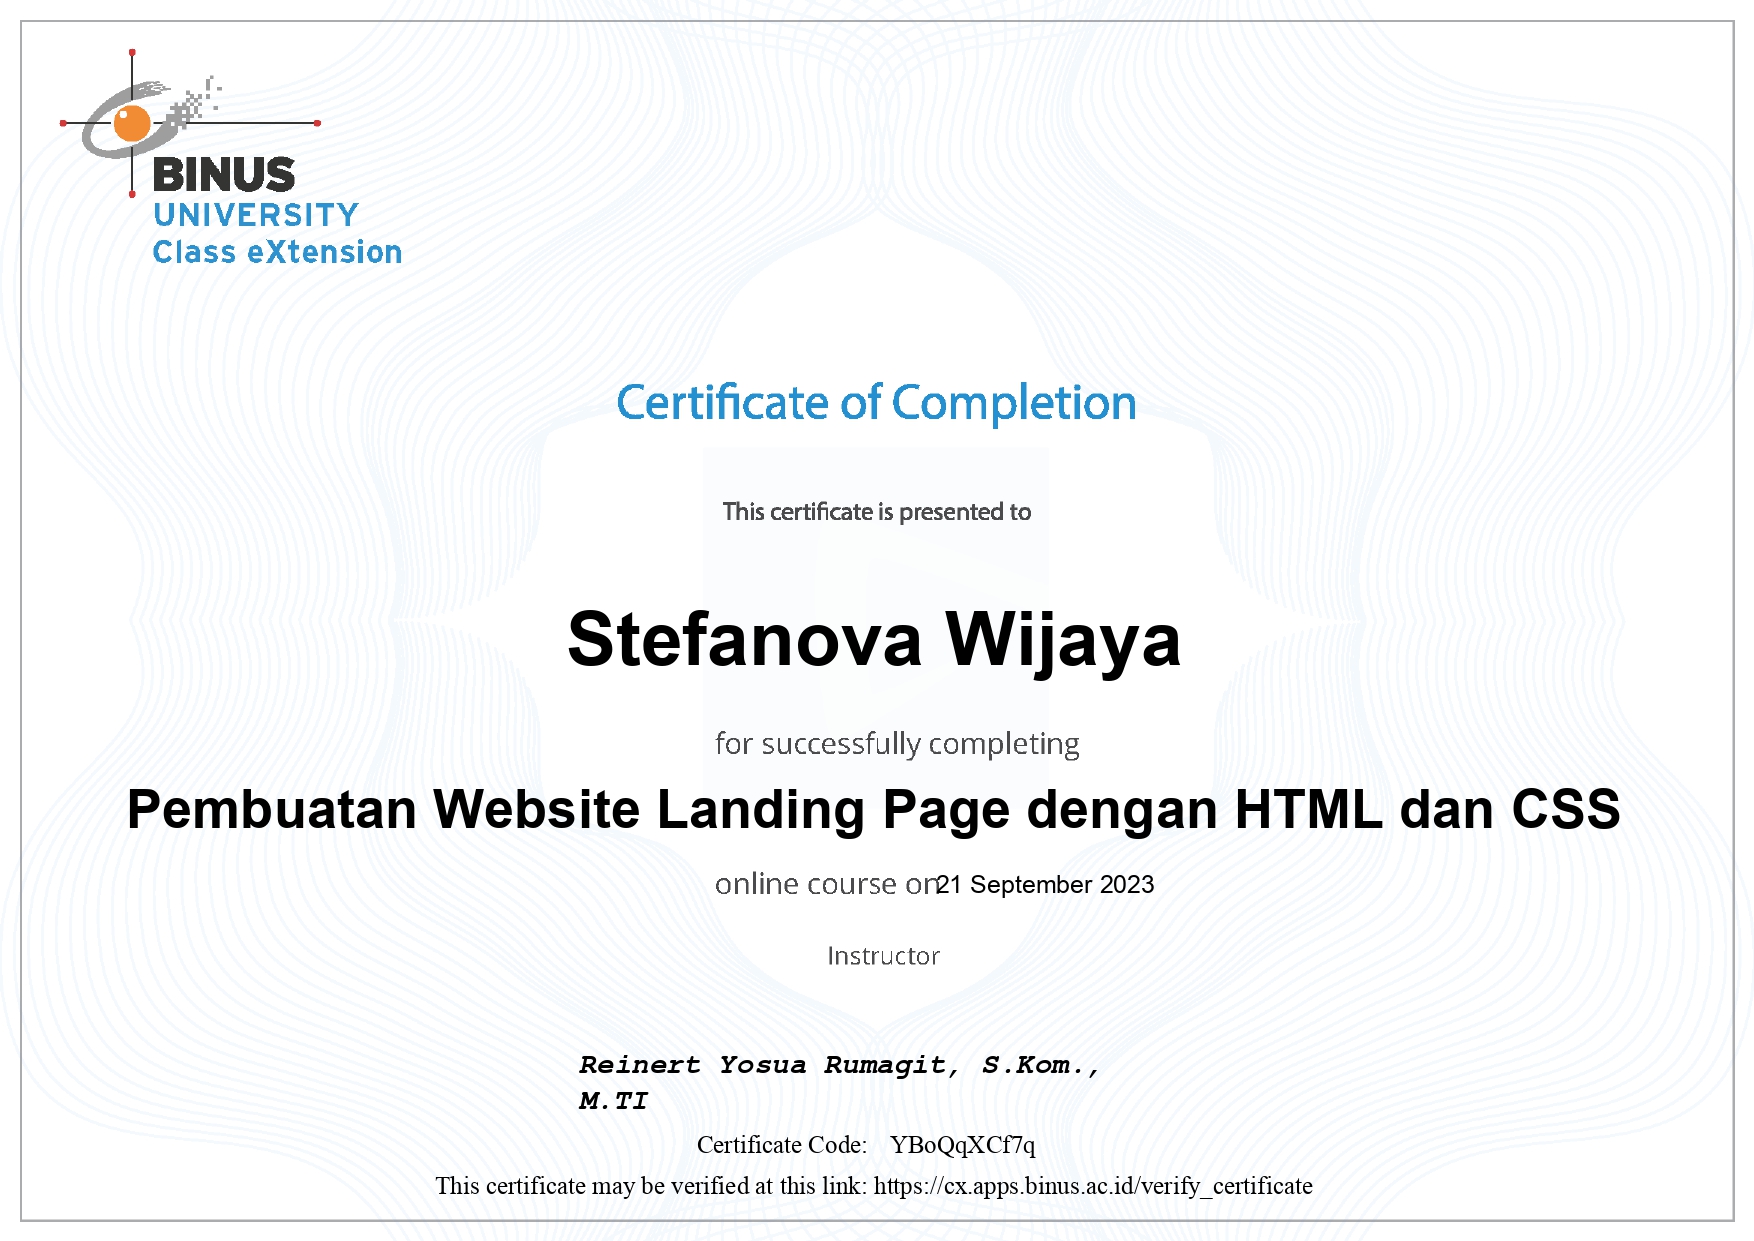 BINUS
UNIVERSITY
Class eXtension
Certificate of Completion
This certificate is presented to
Stefanova Wijaya
for successfully completing
Pembuatan Website Landing Page dengan HTML dan CSS
online course on 21 September 2023
Instructor
Reinert Yosua Rumagit, S.Kom.,
M.TI
Certificate Code: YBoQqXCf7q
This certificate may be verified at this link: https://cx.apps.binus.ac.id/verify_certificate